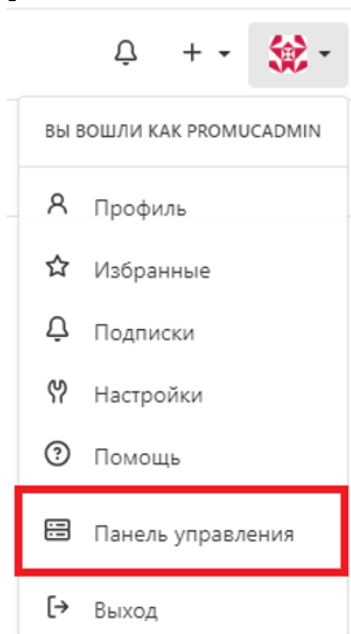 ВЫ ВОШЛИ КАК PROMUCADMIN
Профиль
Избранные
Подписки
Настройки
Помощь
Панель управления
Выход